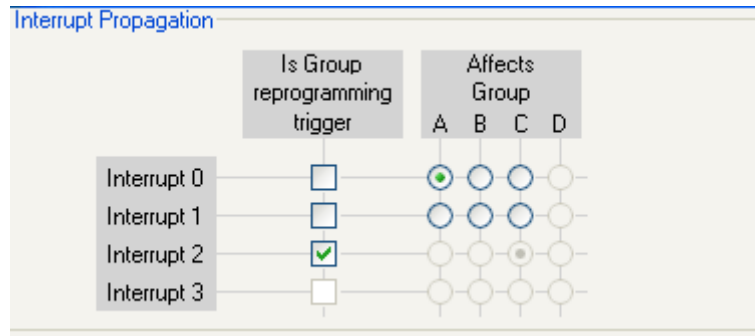 Interrupt Propagation
Is Group
reprogramming
trigger
Affects
Group
A B C D
Interrupt 0
Interrupt 1
Interrupt 2
Interrupt 3